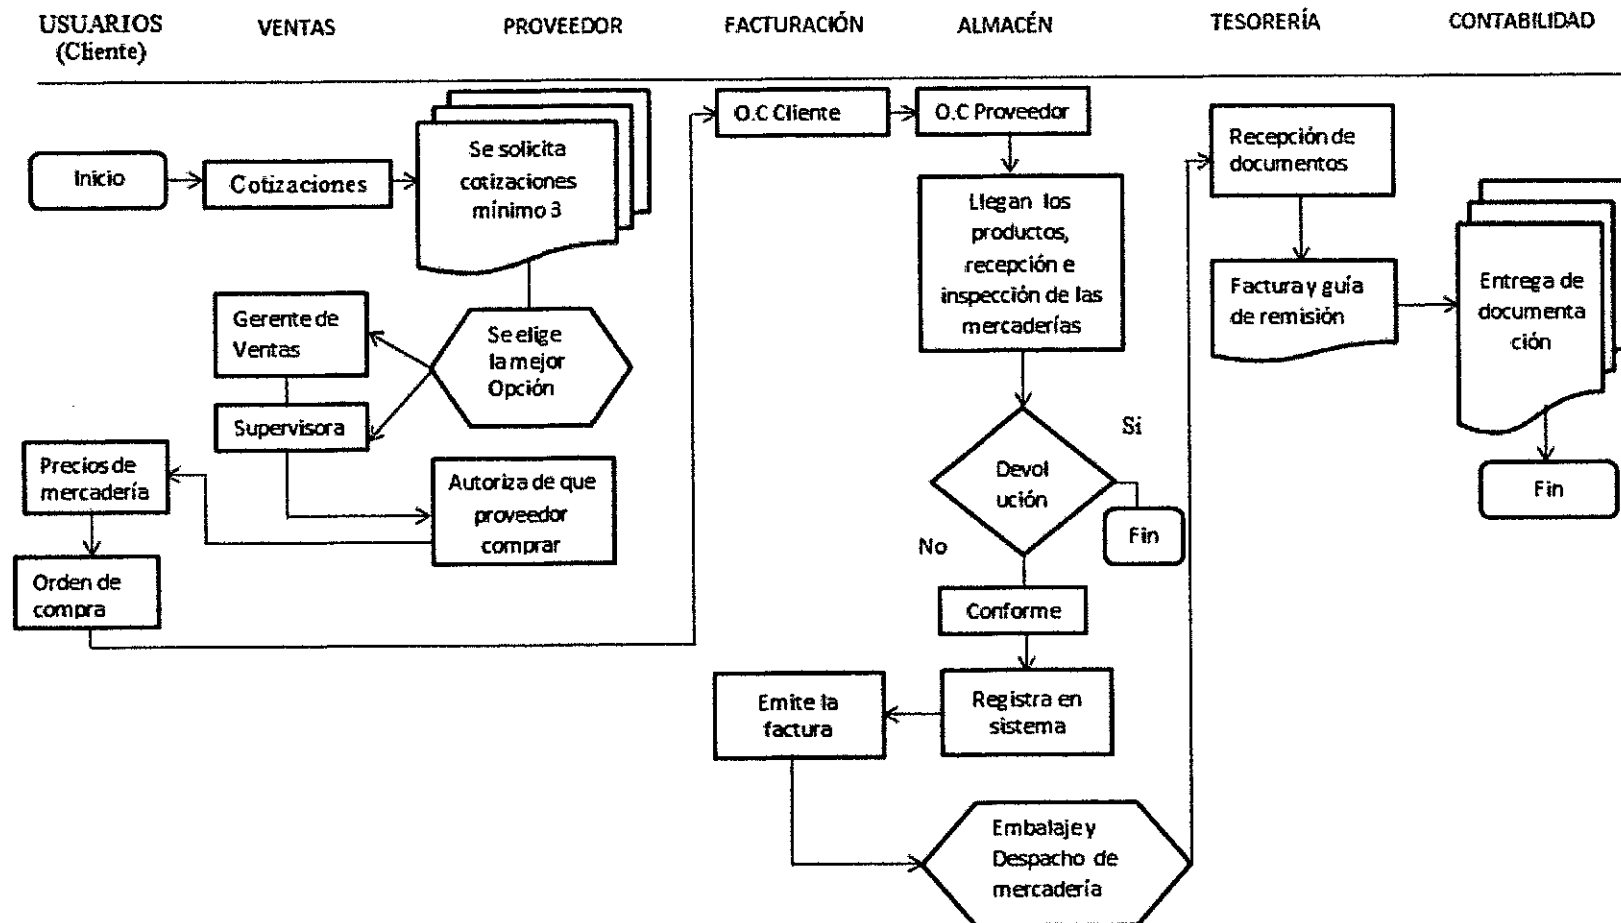 USUARIOS
(Cliente)
VENTAS
PROVEEDOR
FACTURACIÓN
ALMACÉN
TESORERÍA
CONTABILIDAD
Inicio
Cotizaciones
Se solicita
cotizaciones
mínimo 3
Gerente de
Ventas
Se elige
la mejor
Opción
Supervisora
Precios de
mercadería
Autoriza de que
proveedor
comprar
Orden de
compra
O.C Cliente
O.C Proveedor
Llegan los
productos,
recepción e
inspección de las
mercaderías
Devol
ución
Si
Fin
No
Conforme
Registra en
sistema
Emite la
factura
Embalaje y
Despacho de
mercadería
Recepción de
documentos
Factura y guía
de remisión
Entrega de
documenta
ción
Fin